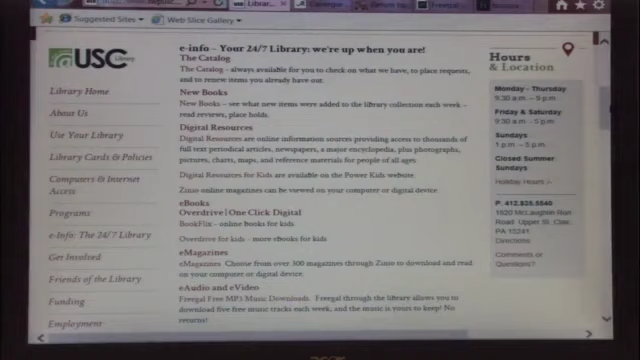 Suggested Sites
Web Slice Gallery
@USC
Library
Library Home
About Us
Use Your Library
Library Cards & Policies
Computers & Internet
Access
Programs
e-Info: The 24/7 Library
Get Involved
Friends of the Library
Funding
Employment
e-info – Your 24/7 Library: we're up when you are!
The Catalog
The Catalog - always available for you to check on what we have, to place requests,
and to renew items you already have out.
New Books
New Books – see what new items were added to the library collection each week –
read reviews, place holds.
Digital Resources
Digital Resources are online information sources providing access to thousands of
full text periodical articles, newspapers, a major encyclopedia, plus photographs,
pictures, charts, maps, and reference materials for people of all ages
Digital Resources for Kids are available on the Power Kids website.
Zinio online magazines can be viewed on your computer or digital device.
eBooks
Overdrive|One Click Digital
BookFlix – online books for kids
Overdrive for kids – more eBooks for kids
eMagazines
eMagazines Choose from over 300 magazines through Zinio to download and read
on your computer or digital device.
eAudio and eVideo
Freegal Free MP3 Music Downloads. Freegal through the library allows you to
download five free music tracks each week, and the music is yours to keep! No
returns!
Hours
& Location
Monday - Thursday
9:30 a.m. – 9 p.m.
Friday & Saturday
9:30 a.m. - 5 p.m.
Sundays
1 p.m. – 5 p.m.
Closed Summer
Sundays
Holiday Hours
P: 412.835.5540
1820 McLaughlin Run
Road Upper St. Clair,
PA 15241
Directions
Comments or
Questions?